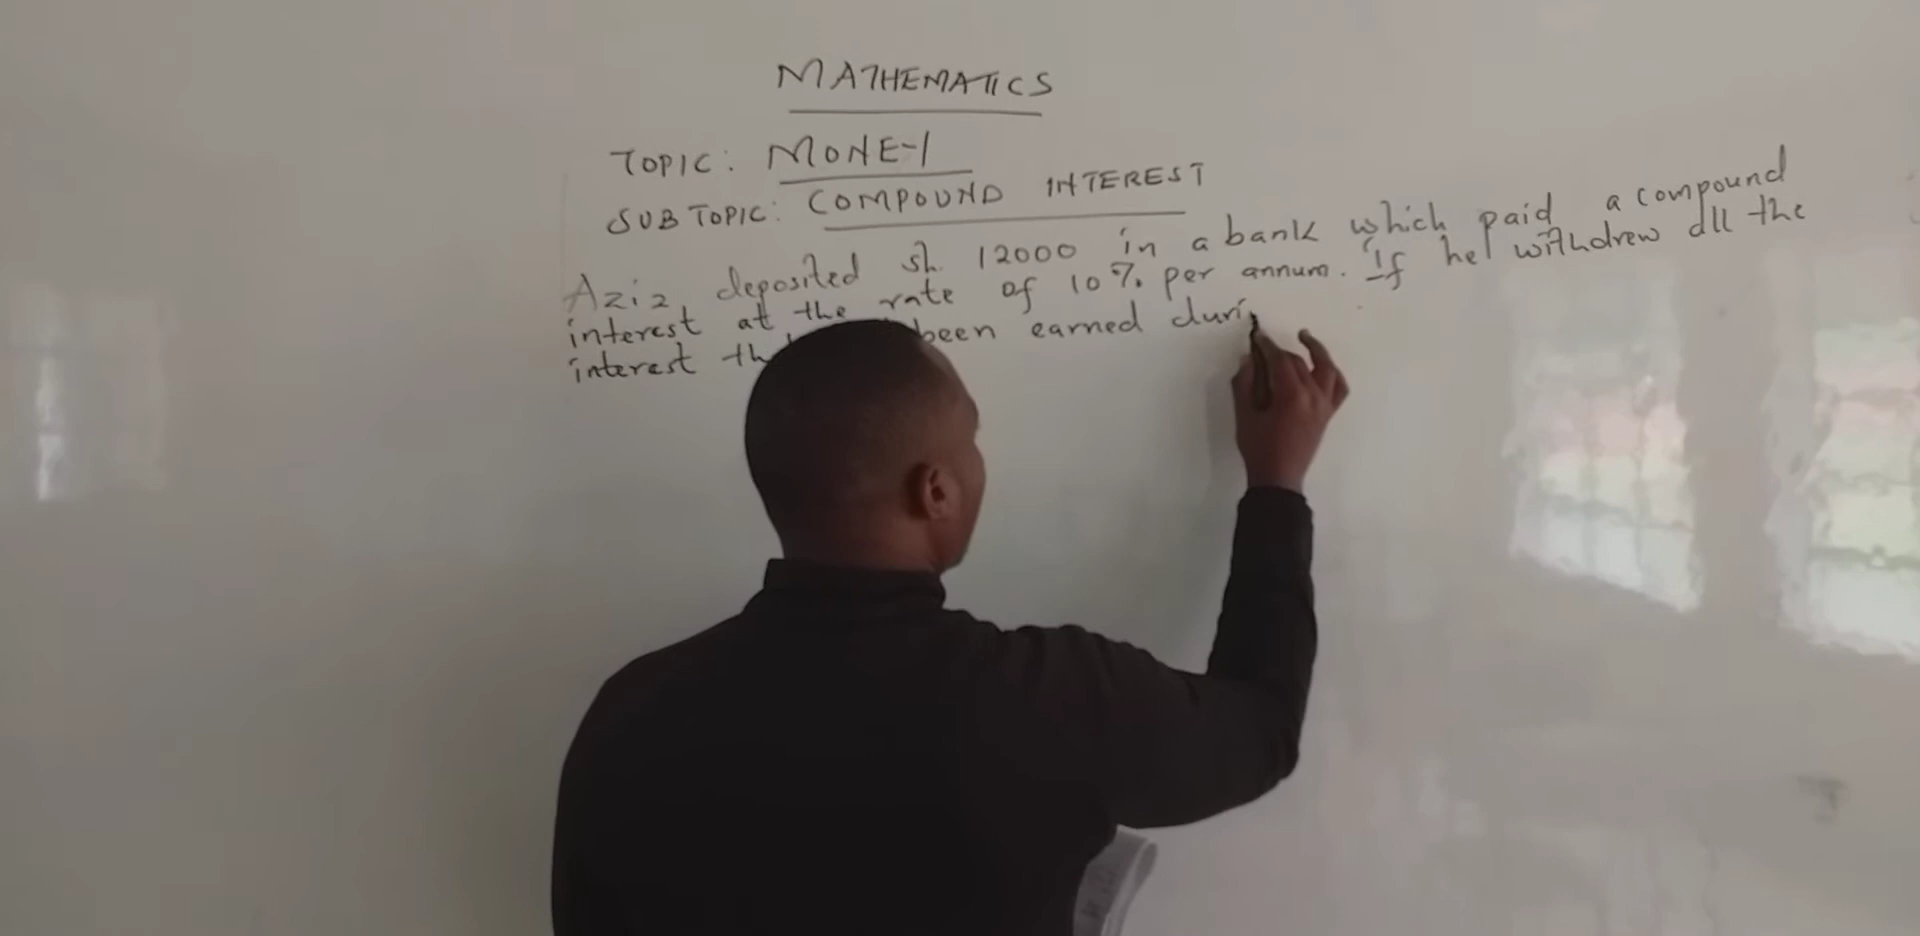 MATHEMATICS
TOPIC: MONEY
SUB TOPIC: COMPOUND INTEREST
Aziz deposited sh. 12000 in a bank which paid a compound
interest at the rate of 10% per annum. If he withdrew all the
interest been earned duri